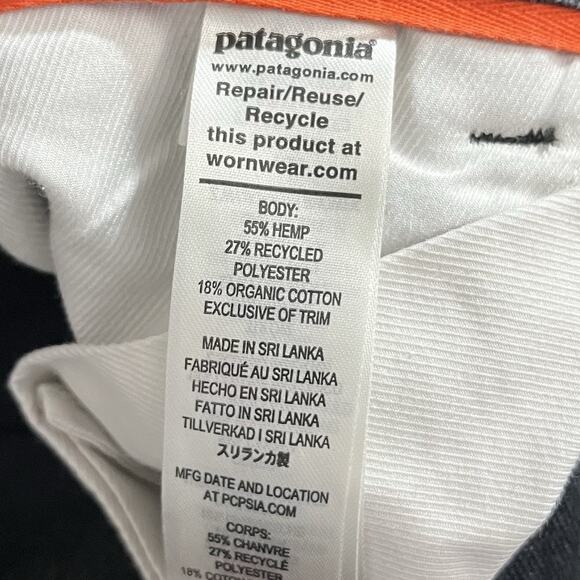 patagonia®
www.patagonia.com
Repair/Reuse/
Recycle
this product at
wornwear.com
BODY:
55% HEMP
27% RECYCLED
POLYESTER
18% ORGANIC COTTON
EXCLUSIVE OF TRIM
MADE IN SRI LANKA
FABRIQUÉ AU SRI LANKA
HECHO EN SRI LANKA
FATTO IN SRI LANKA
TILLVERKAD I SRI LANKA
スリランカ製
MFG DATE AND LOCATION
AT PCPSIA.COM
CORPS:
55% CHANVRE
27% RECYCLÉ
POLYESTER
18% COTON